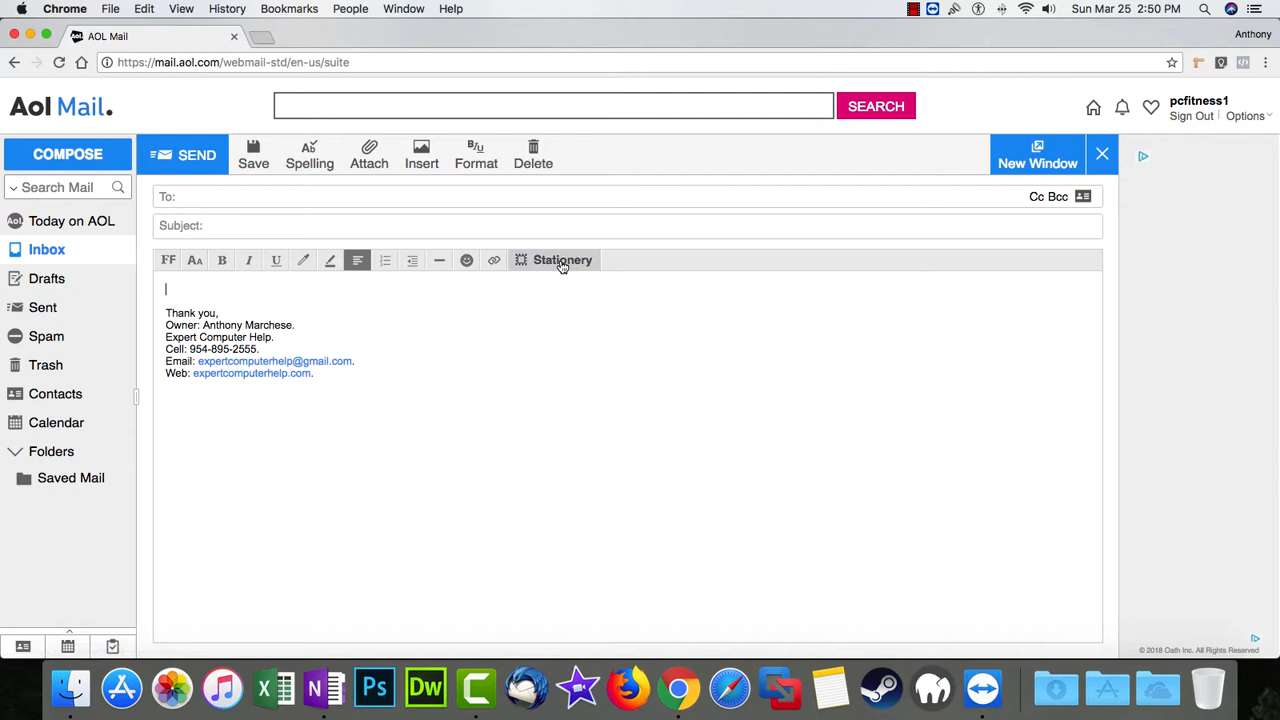 Chrome File Edit View History Bookmarks People Window Help Sun Mar 25 2:50 PM
AOL Mail Anthony
https://mail.aol.com/webmail-std/en-us/suite
Aol Mail. SEARCH pcfitness1
Sign Out Options
COMPOSE SEND Save Spelling Attach Insert Format Delete New Window
Search Mail
To: Cc Bcc
Today on AOL
Subject:
Inbox
FF AA B I U Stationery
Drafts
Sent
Spam
Trash
Contacts
Calendar
Folders
Saved Mail
Thank you,
Owner: Anthony Marchese.
Expert Computer Help.
Cell: 954-895-2555.
Email: expertcomputerhelp@gmail.com.
Web: expertcomputerhelp.com.
© 2018 Oath Inc. All Rights Reserved
Ps Dw